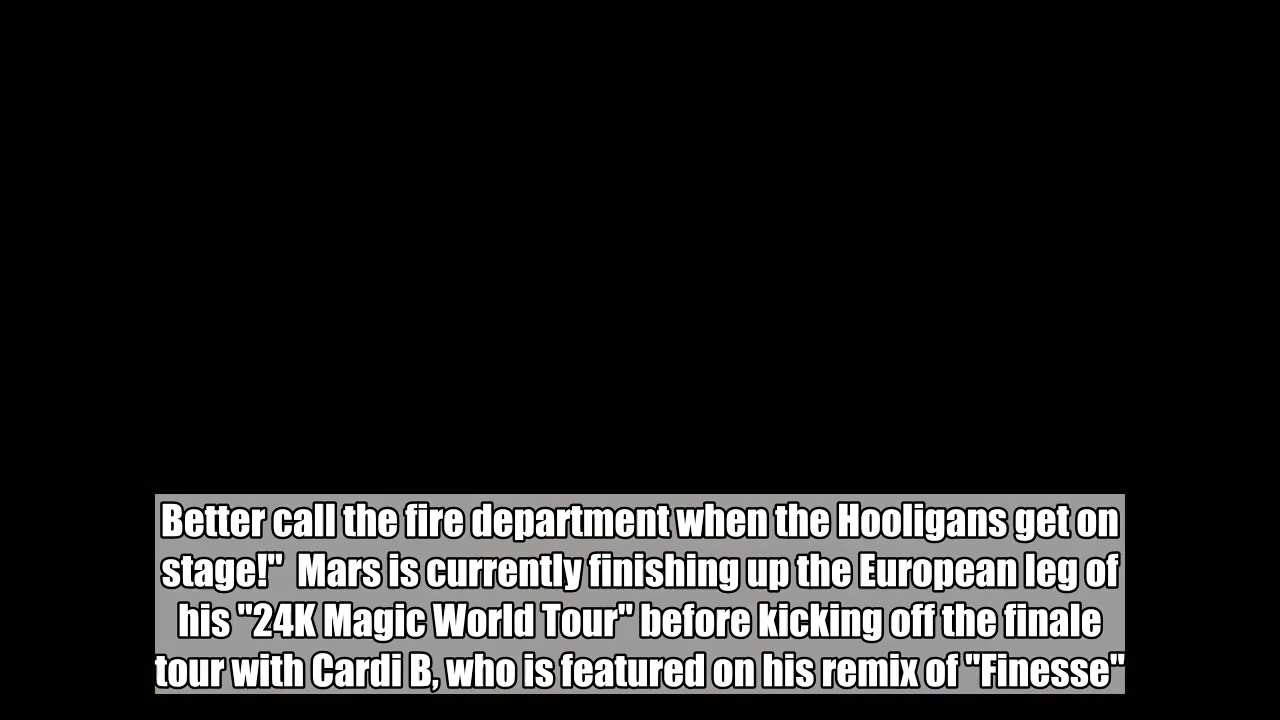 Better call the fire department when the Hooligans get on
stage!"  Mars is currently finishing up the European leg of
his "24K Magic World Tour" before kicking off the finale
tour with Cardi B, who is featured on his remix of "Finesse"